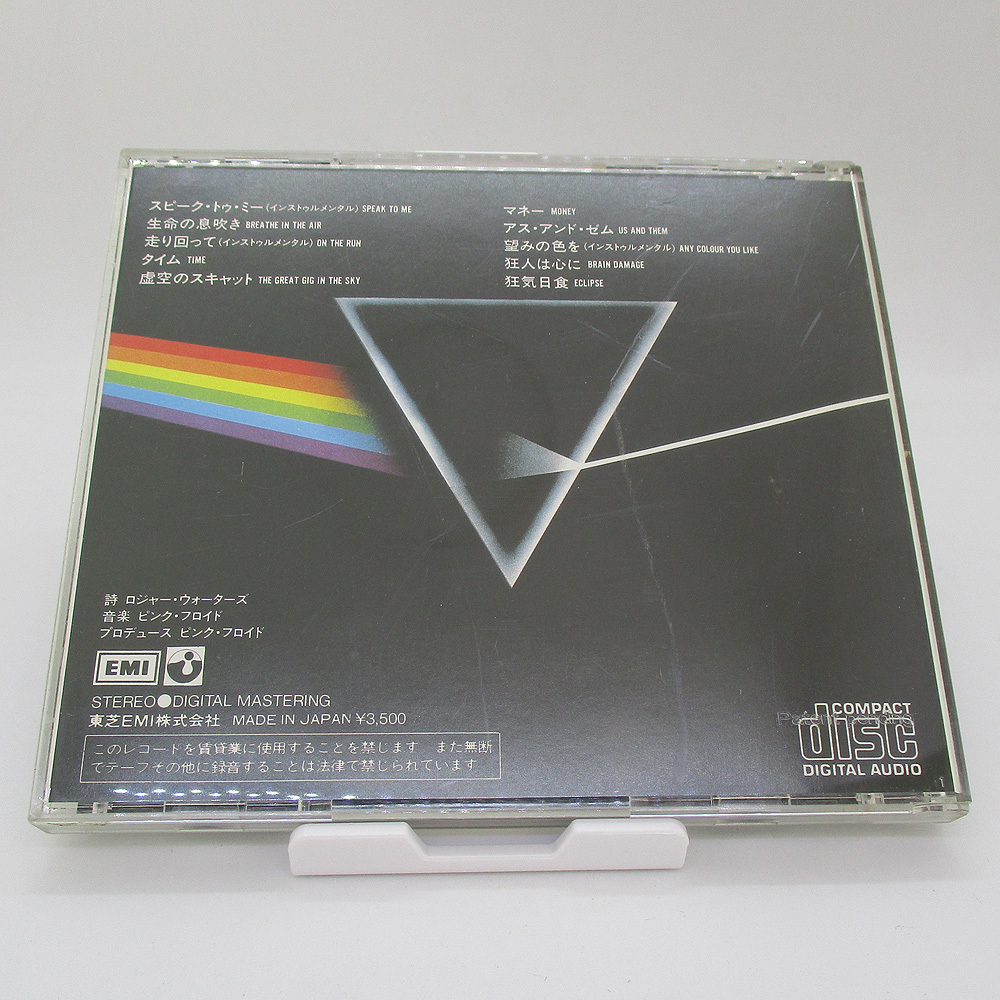 スピーク・トゥ・ミー(インストゥルメンタル) SPEAK TO ME
生命の息吹き BREATHE IN THE AIR
走り回って(インストゥルメンタル) ON THE RUN
タイム TIME
虚空のスキャット THE GREAT GIG IN THE SKY
マネー MONEY
アス・アンド・ゼム US AND THEM
望みの色を(インストゥルメンタル) ANY COLOUR YOU LIKE
狂人は心に BRAIN DAMAGE
狂気日食 ECLIPSE
詩 ロジャー・ウォーターズ
音楽 ピンク・フロイド
プロデュース ピンク・フロイド
EMI
STEREO●DIGITAL MASTERING
東芝EMI株式会社 MADE IN JAPAN ¥3,500
このレコードを賃貸業に使用することを禁じます また無断
でテープその他に録音することは法律で禁じられています
COMPACT
Patent pending
disc
DIGITAL AUDIO